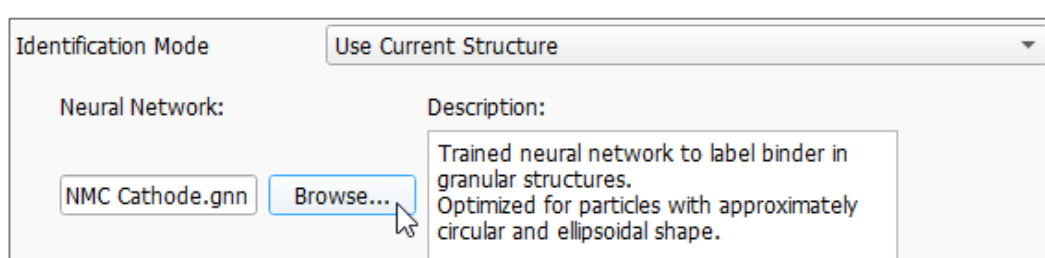 Identification Mode
Use Current Structure
Neural Network:
Description:
NMC Cathode.gnn
Browse...
Trained neural network to label binder in
granular structures.
Optimized for particles with approximately
circular and ellipsoidal shape.